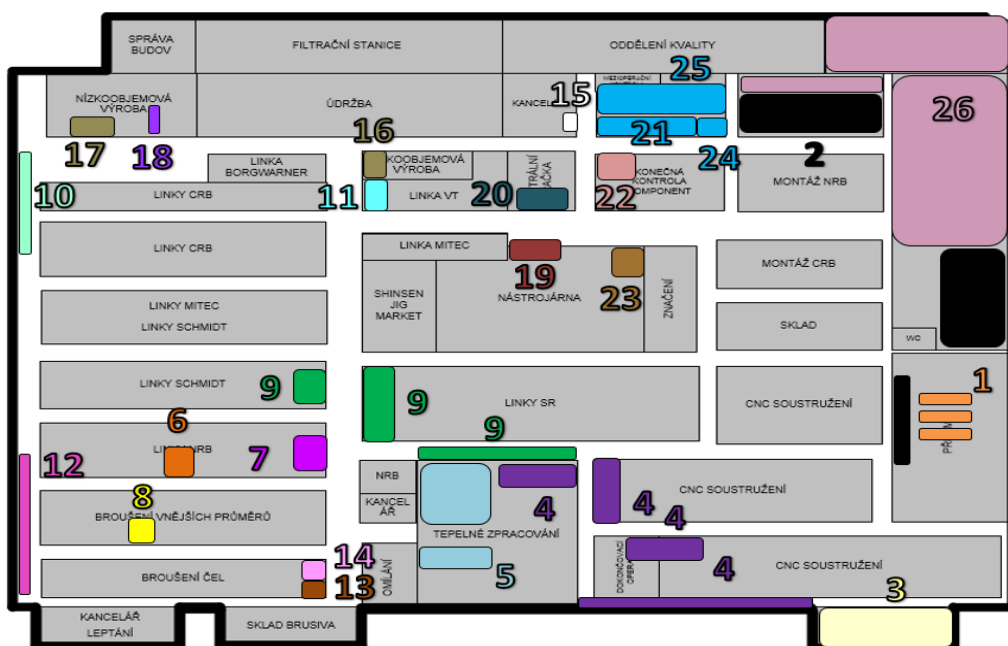 SPRÁVA
BUDOV
FILTRAČNÍ STANICE
ODDĚLENÍ KVALITY
25
NÍZKOOBJEMOVÁ
VÝROBA
ÚDRŽBA
15
26
17
18
16
21
24
2
LINKA
BORGWARNER
KOOBJEMOVÁ
VÝROBA
KONEČNÁ
KONTROLA
KOMPONENT
MONTÁŽ NRB
10
LINKY CRB
11
LINKA VT
20
22
LINKY CRB
LINKA MITEC
19
23
MONTÁŽ CRB
SHINSEN
JIG
MARKET
NÁSTROJÁRNA
ZNAČENÍ
LINKY MITEC
LINKY SCHMIDT
SKLAD
WC
LINKY SCHMIDT
9
9
LINKY SR
CNC SOUSTRUŽENÍ
1
6
9
7
12
NRB
KANCEL
ÁŘ
4
4
4
CNC SOUSTRUŽENÍ
8
BROUŠENÍ VNĚJŠÍCH PRŮMĚRŮ
TEPELNÉ ZPRACOVÁNÍ
14
13
BROUŠENÍ ČEL
OMÍLÁNÍ
5
DOKONČOVACÍ
4
CNC SOUSTRUŽENÍ
3
KANCELÁŘ
LEPTÁNÍ
SKLAD BRUSIVA